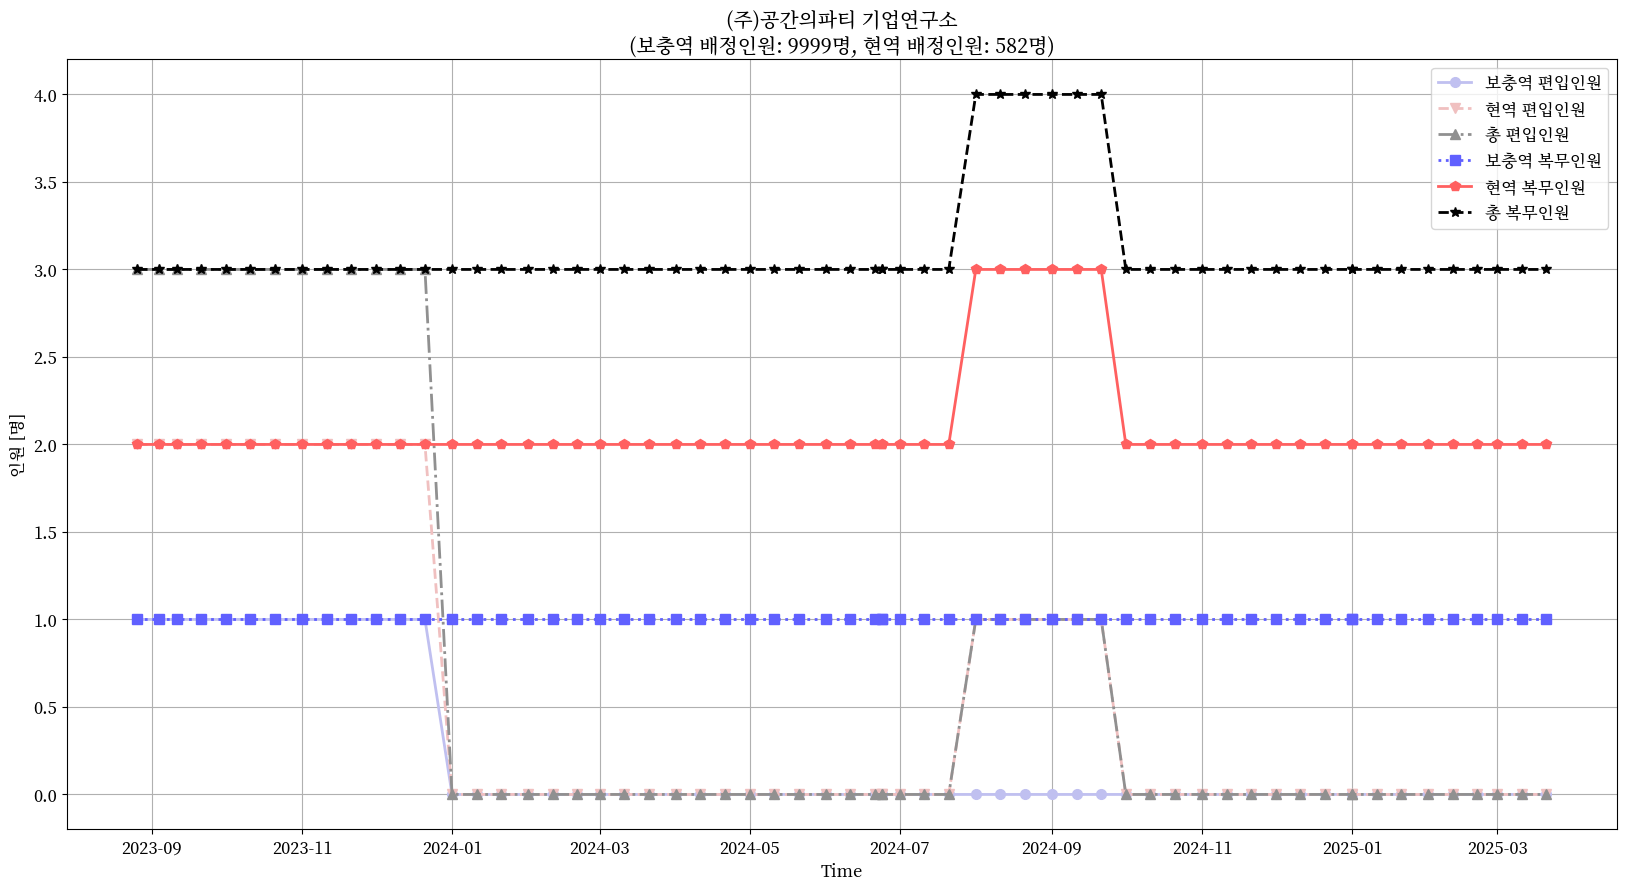 (주)공간의파티 기업연구소
(보충역 배정인원: 9999명, 현역 배정인원: 582명)
보충역 편입인원
현역 편입인원
총 편입인원
보충역 복무인원
현역 복무인원
총 복무인원
인원 [명]
4.0
3.5
3.0
2.5
2.0
1.5
1.0
0.5
0.0
2023-09 2023-11 2024-01 2024-03 2024-05 2024-07 2024-09 2024-11 2025-01 2025-03
Time